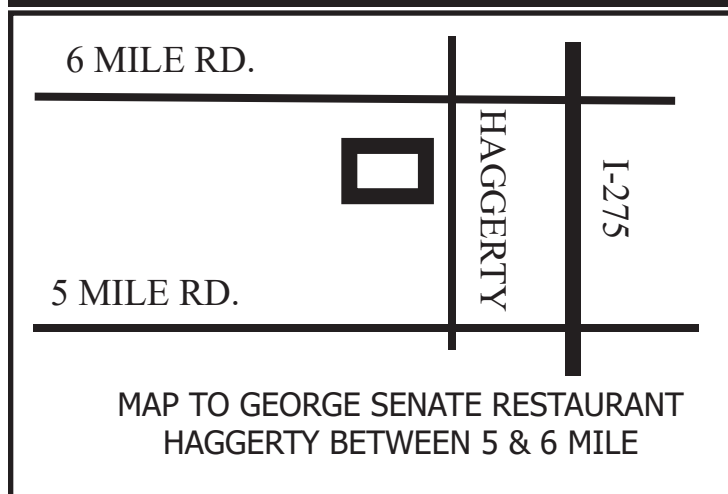 6 MILE RD.
HAGGERTY
I-275
5 MILE RD.
MAP TO GEORGE SENATE RESTAURANT
HAGGERTY BETWEEN 5 & 6 MILE